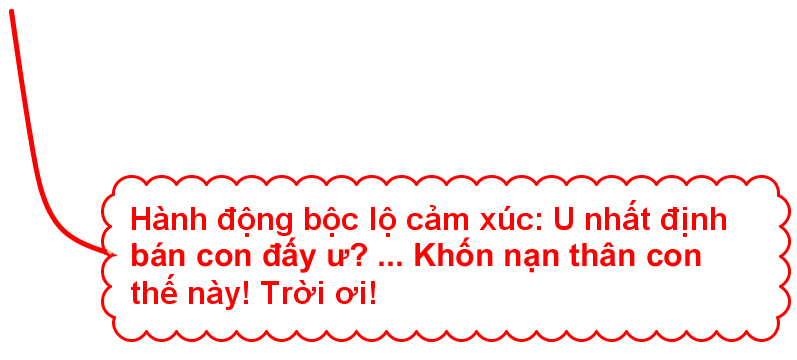 Hành động bộc lộ cảm xúc: U nhất định
bán con đấy ư? ... Khốn nạn thân con
thế này! Trời ơi!